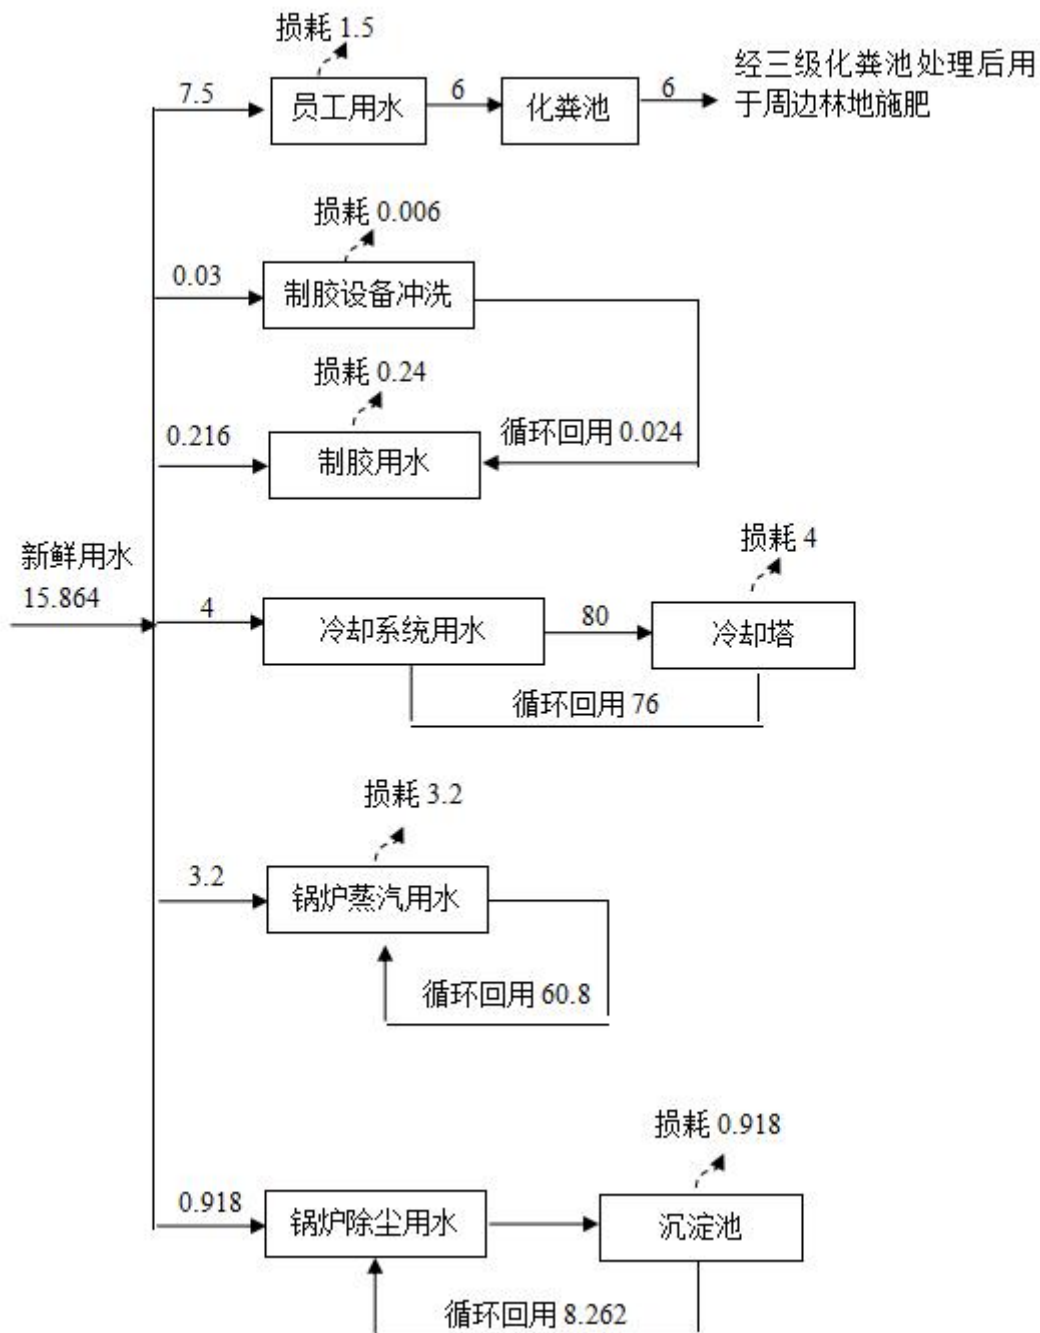 损耗 1.5
7.5
员工用水
6
化粪池
6
经三级化粪池处理后用
于周边林地施肥
损耗 0.006
0.03
制胶设备冲洗
损耗 0.24
0.216
制胶用水
循环回用 0.024
新鲜用水
15.864
损耗 4
4
冷却系统用水
80
冷却塔
循环回用 76
损耗 3.2
3.2
锅炉蒸汽用水
循环回用 60.8
损耗 0.918
0.918
锅炉除尘用水
沉淀池
循环回用 8.262